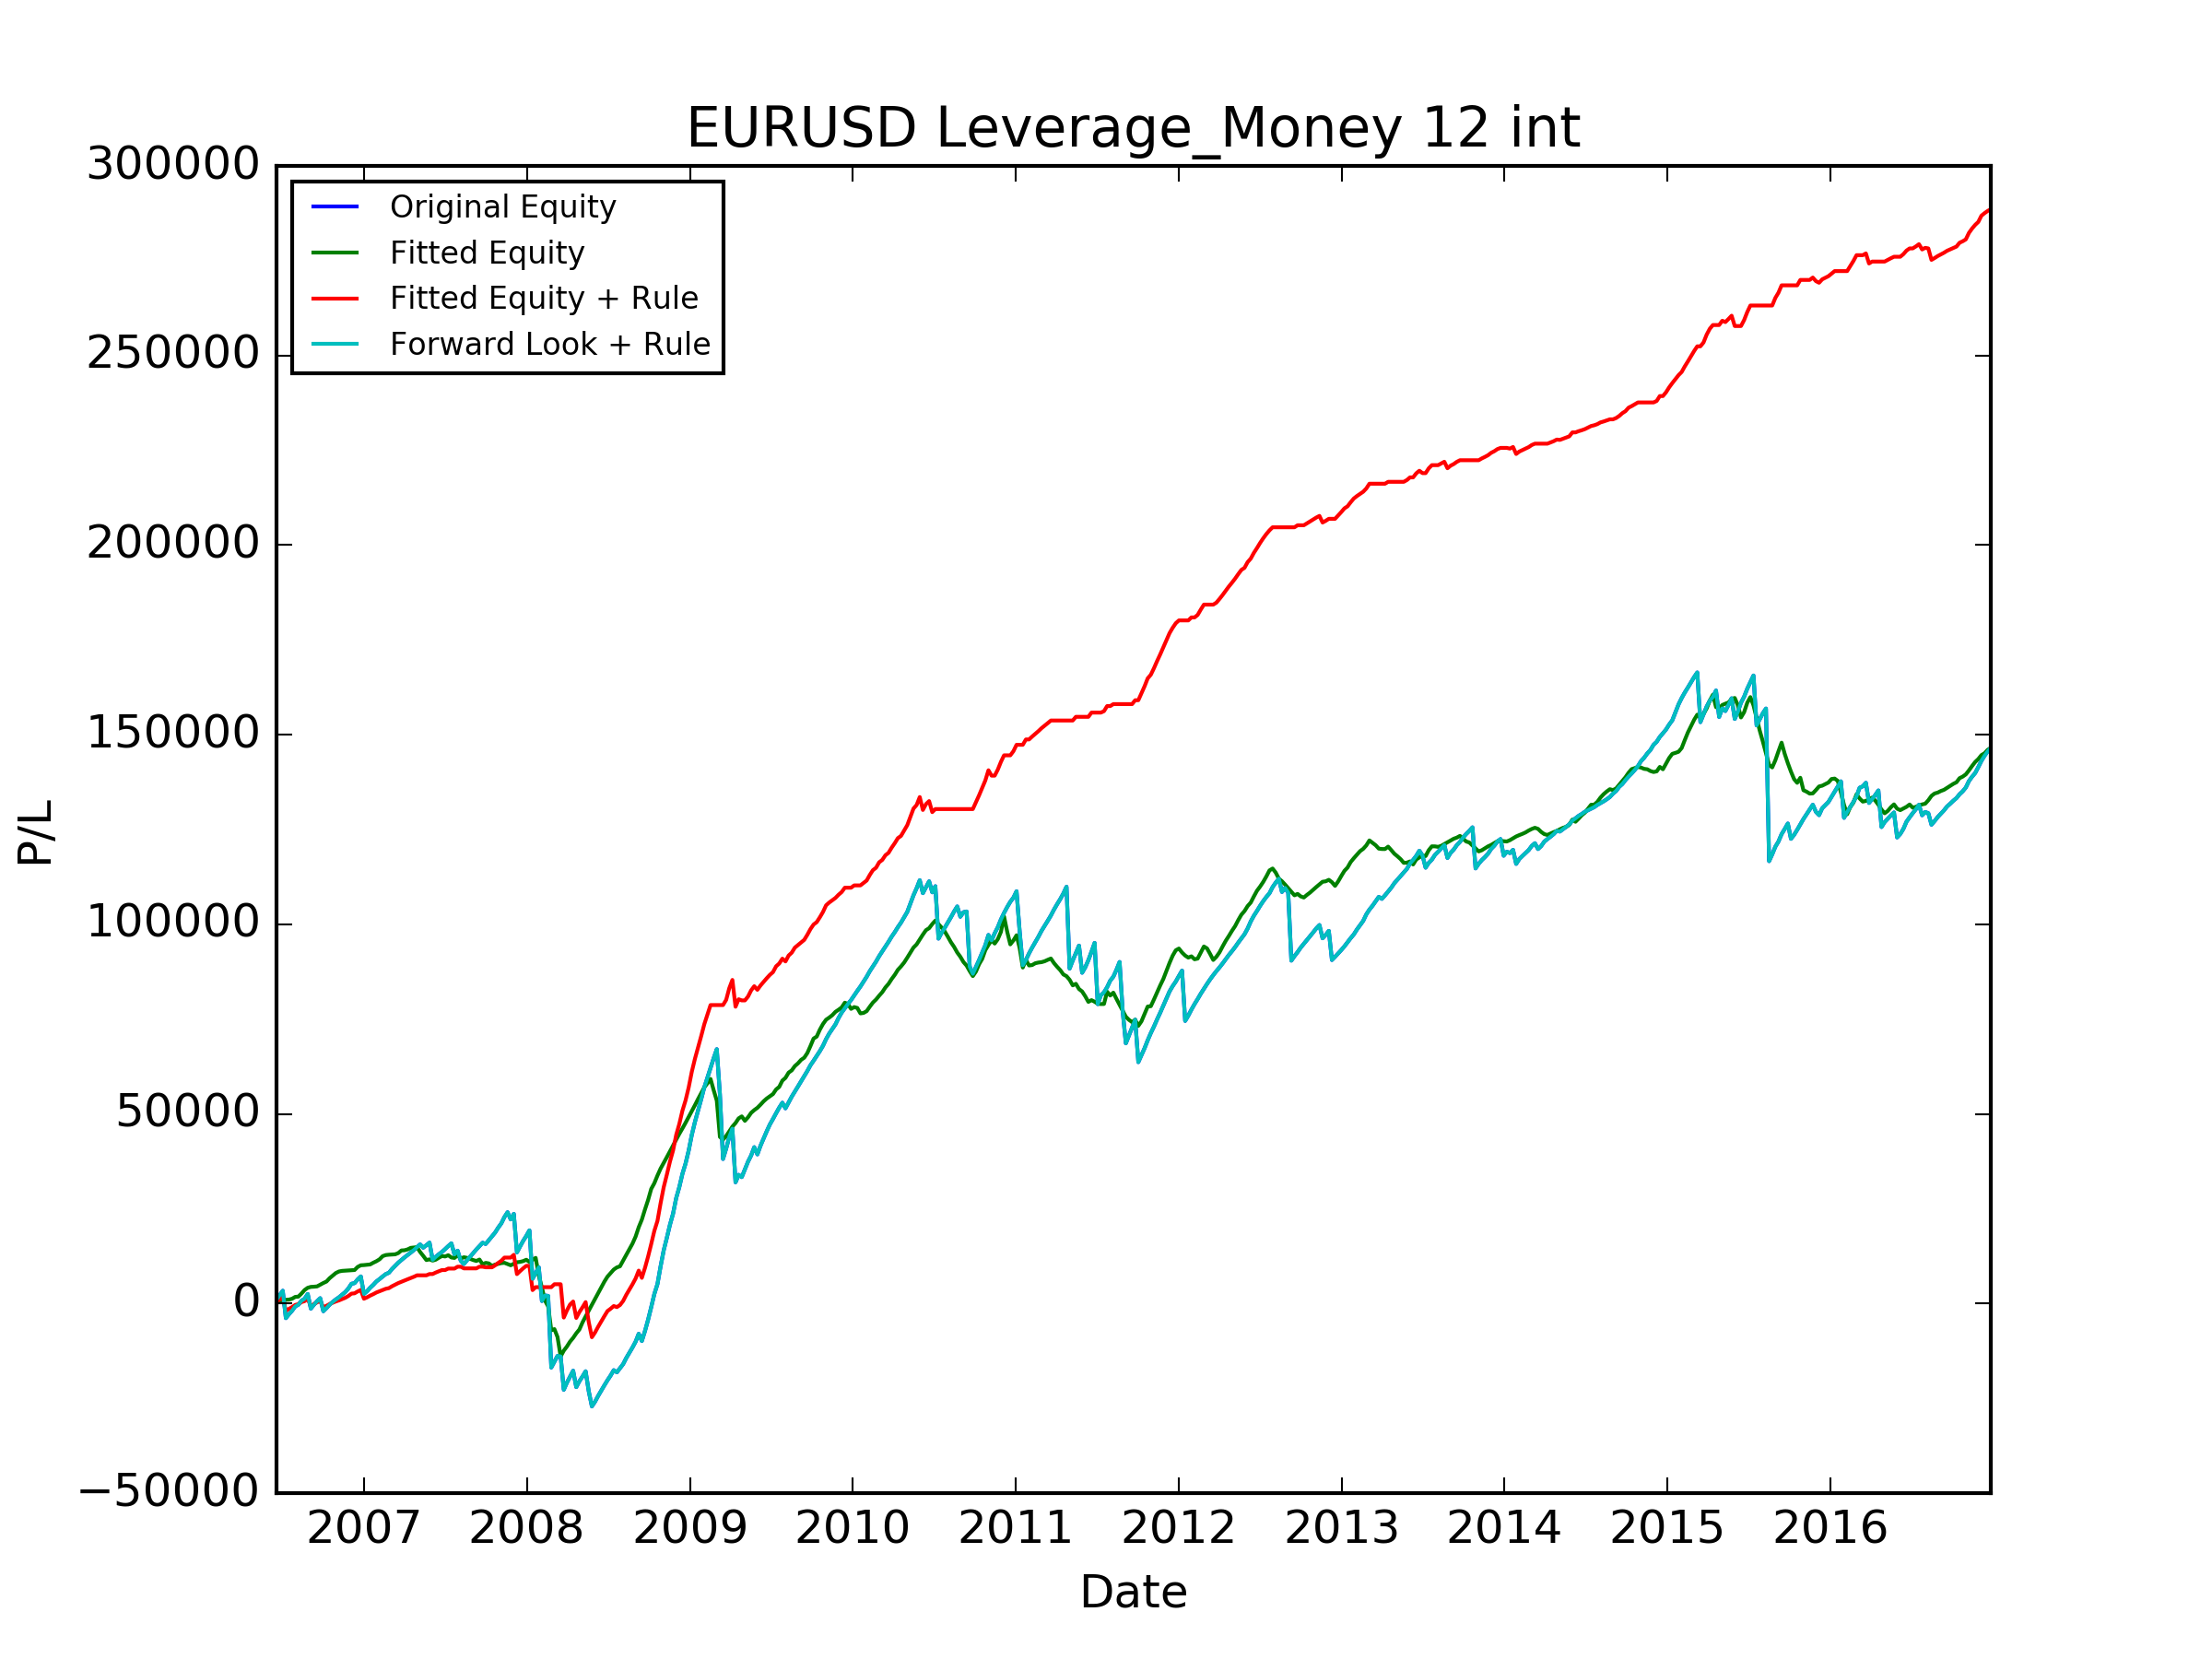 EURUSD Leverage_Money 12 int
300000
250000
200000
150000
100000
50000
0
−50000
P/L
Original Equity
Fitted Equity
Fitted Equity + Rule
Forward Look + Rule
2007 2008 2009 2010 2011 2012 2013 2014 2015 2016
Date